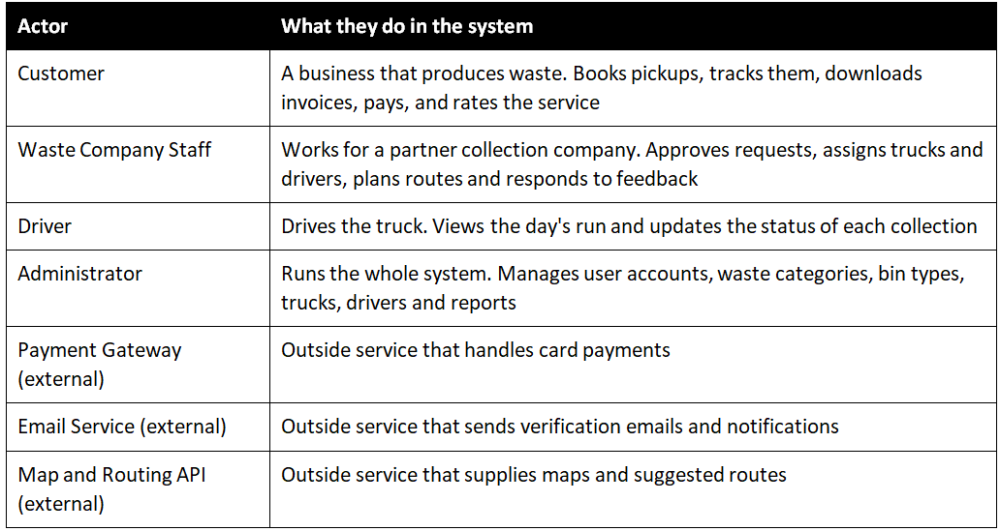 Actor
What they do in the system
Customer
A business that produces waste. Books pickups, tracks them, downloads
invoices, pays, and rates the service
Waste Company Staff
Works for a partner collection company. Approves requests, assigns trucks and
drivers, plans routes and responds to feedback
Driver
Drives the truck. Views the day's run and updates the status of each collection
Administrator
Runs the whole system. Manages user accounts, waste categories, bin types,
trucks, drivers and reports
Payment Gateway
(external)
Outside service that handles card payments
Email Service (external)
Outside service that sends verification emails and notifications
Map and Routing API
(external)
Outside service that supplies maps and suggested routes